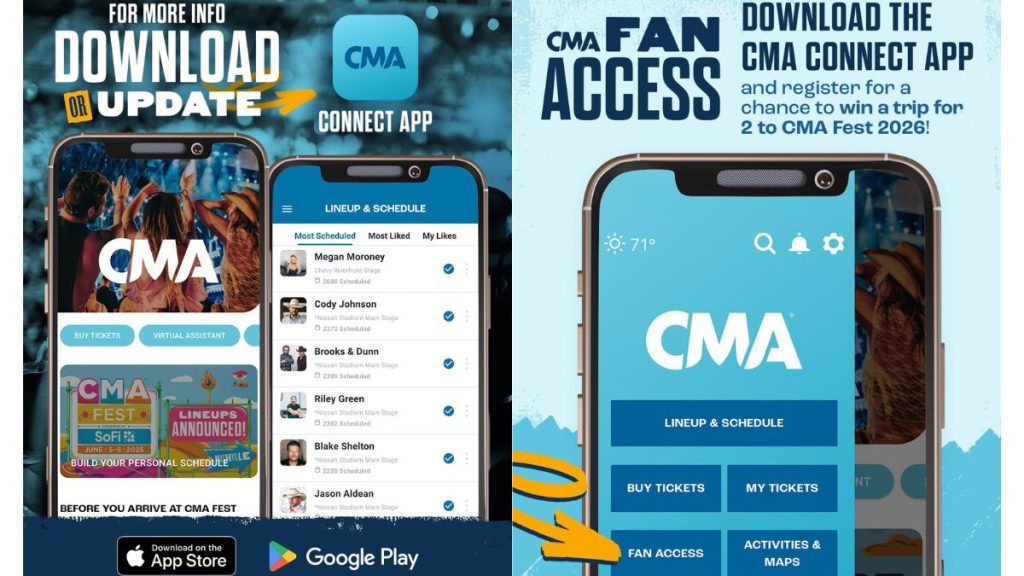 FOR MORE INFO
DOWNLOAD
OR UPDATE
CMA
CONNECT APP
CMA
BUY TICKETS
VIRTUAL ASSISTANT
CMA
FEST
SoFi
JUNE 5-8 2025
LINEUPS
ANNOUNCED!
NASHVILLE
BUILD YOUR PERSONAL SCHEDULE
BEFORE YOU ARRIVE AT CMA FEST
LINEUP & SCHEDULE
Most Scheduled
Most Liked
My Likes
Megan Moroney
Chevy Riverfront Stage
2600 Scheduled
Cody Johnson
*Nissan Stadium Main Stage
2372 Scheduled
Brooks & Dunn
*Nissan Stadium Main Stage
2309 Scheduled
Riley Green
*Nissan Stadium Main Stage
2302 Scheduled
Blake Shelton
*Nissan Stadium Main Stage
2228 Scheduled
Jason Aldean
Download on the
App Store
Google Play
CMA FAN
ACCESS
DOWNLOAD THE
CMA CONNECT APP
and register for a
chance to win a trip for
2 to CMA Fest 2026!
71°
CMA
LINEUP & SCHEDULE
BUY TICKETS
MY TICKETS
NT
FAN ACCESS
ACTIVITIES &
MAPS